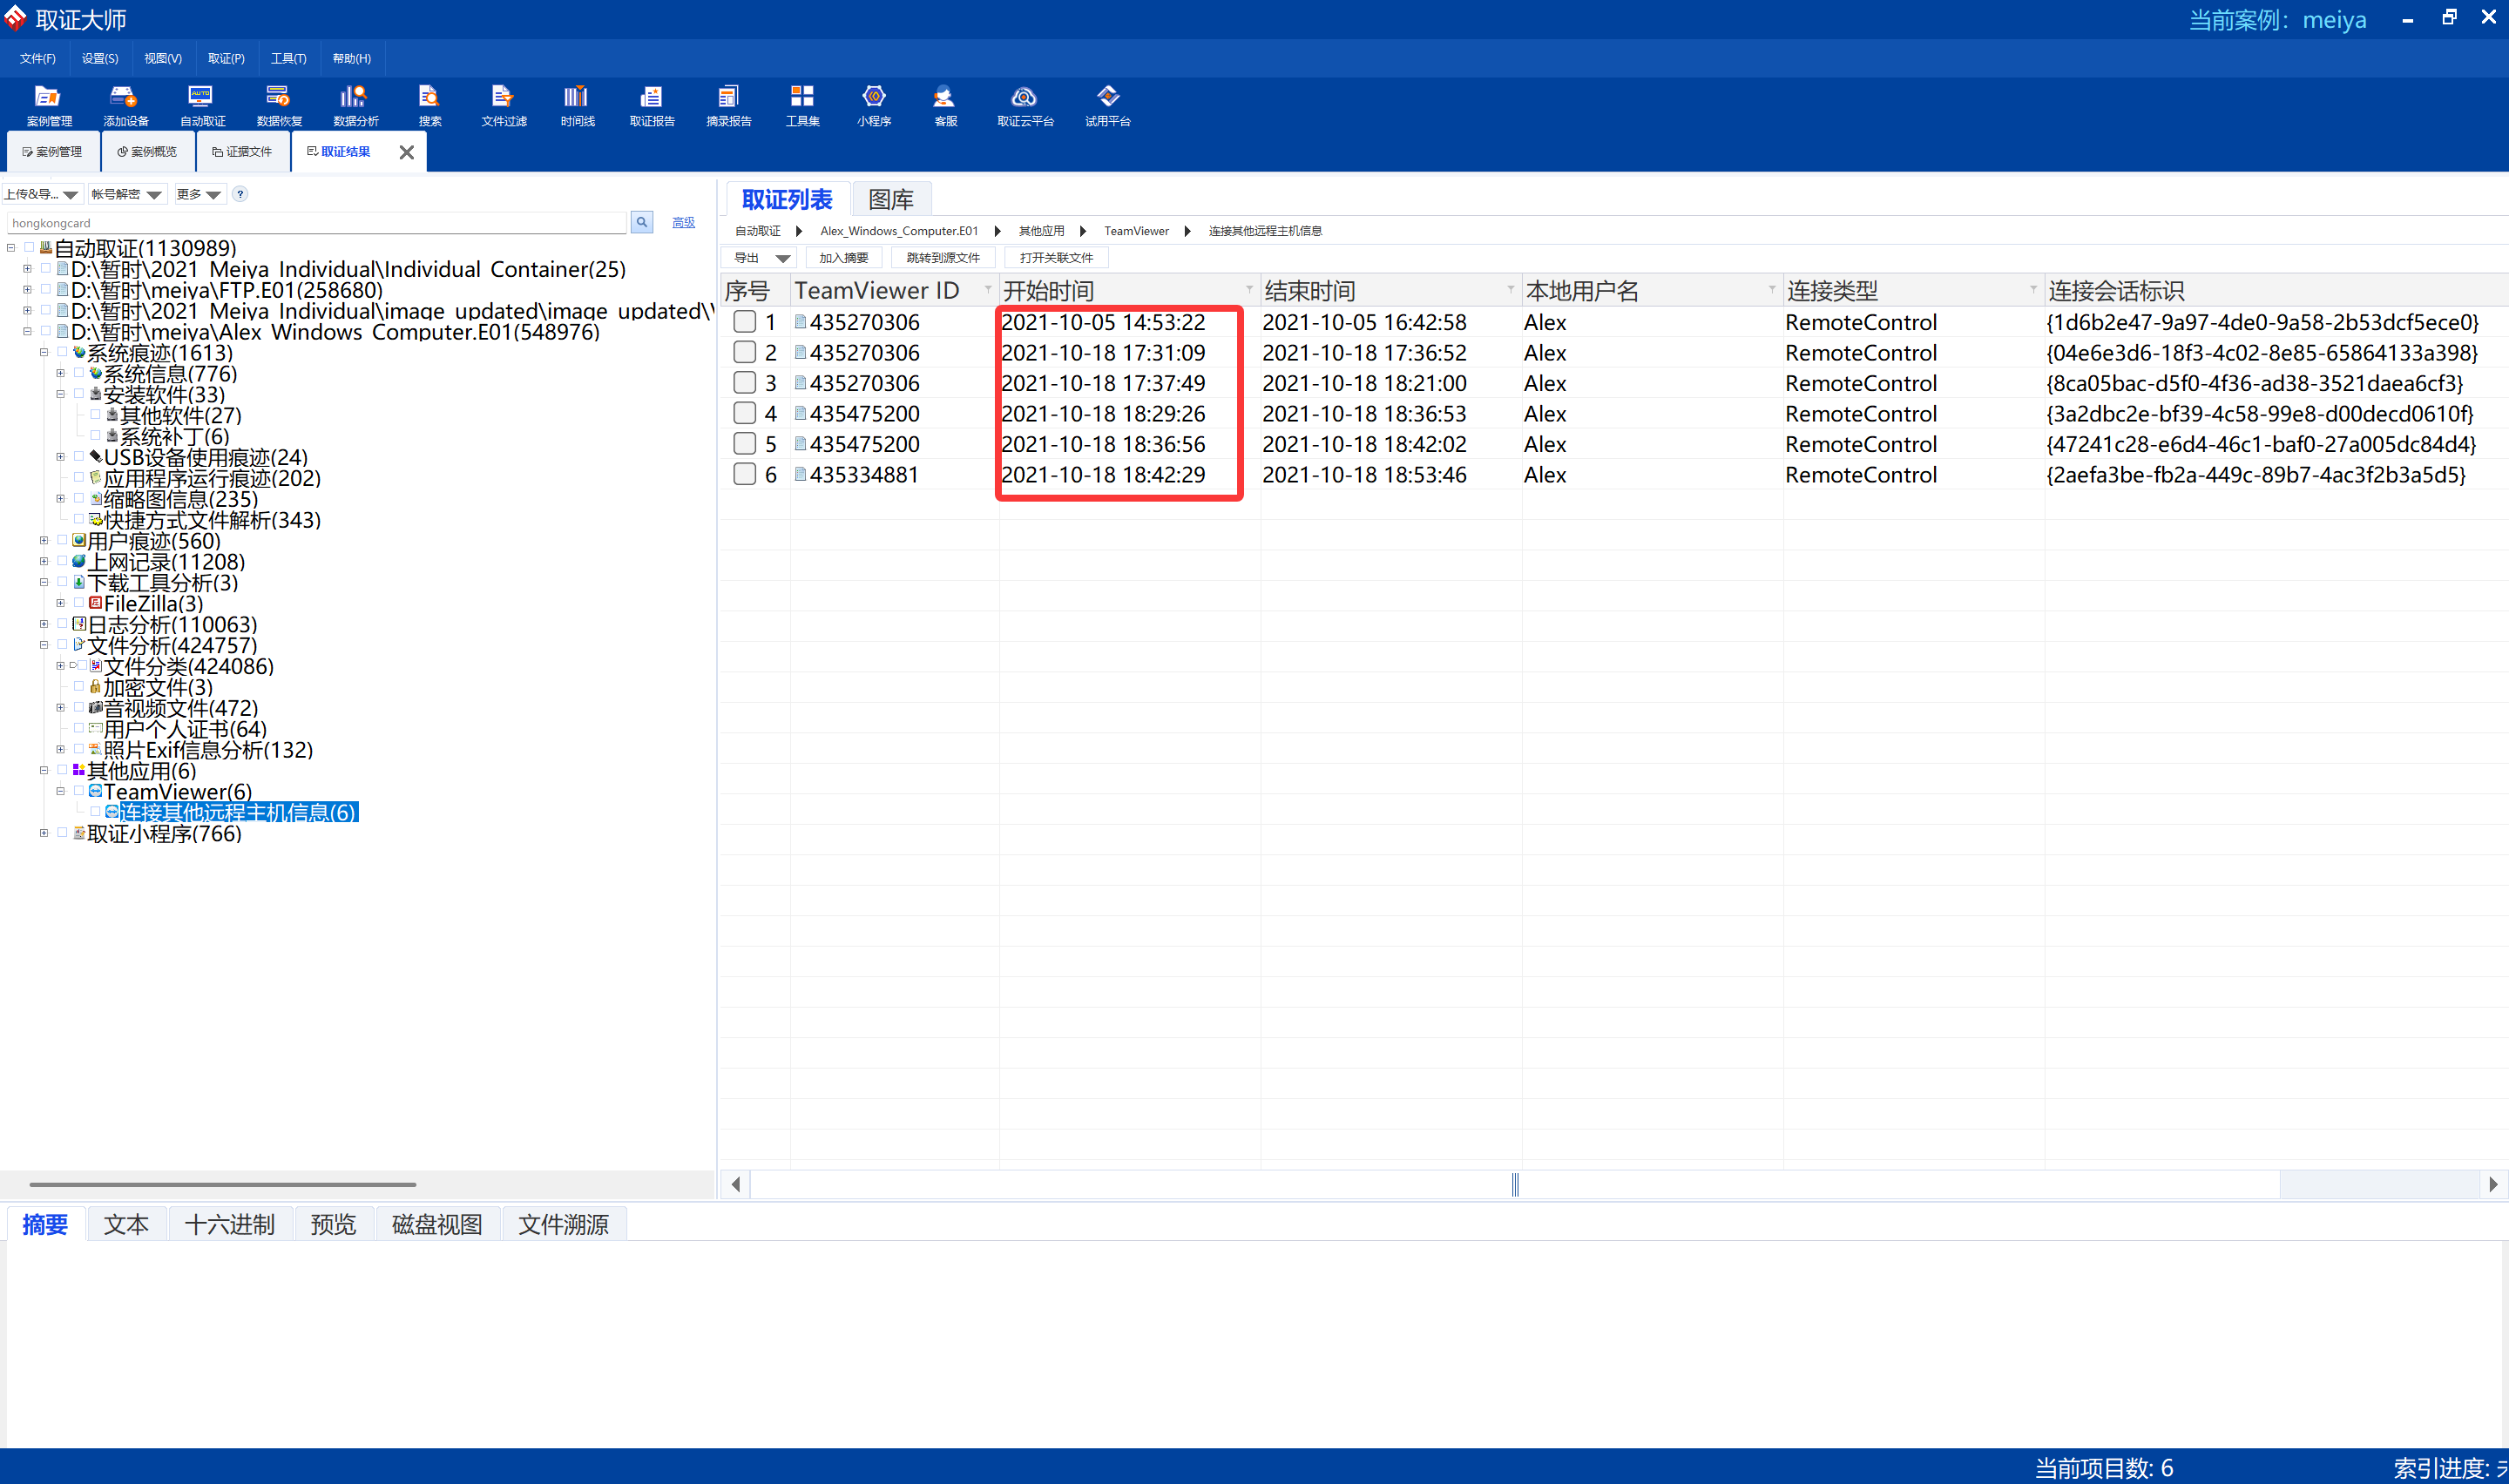 取证大师
当前案例：meiya
文件(F) 设置(S) 视图(V) 取证(P) 工具(T) 帮助(H)
案例管理 添加设备 自动取证 数据恢复 数据分析 搜索 文件过滤 时间线 取证报告 摘录报告 工具集 小程序 客服 取证云平台 试用平台
案例管理 案例概览 证据文件 取证结果
上传&导... 帐号解密 更多 ?
hongkongcard 高级
自动取证(1130989)
D:\暂时\2021_Meiya_Individual\Individual_Container(25)
D:\暂时\meiya\FTP.E01(258680)
D:\暂时\2021_Meiya_Individual\image_updated\image_updated\
D:\暂时\meiya\Alex_Windows_Computer.E01(548976)
系统痕迹(1613)
系统信息(776)
安装软件(33)
其他软件(27)
系统补丁(6)
USB设备使用痕迹(24)
应用程序运行痕迹(202)
缩略图信息(235)
快捷方式文件解析(343)
用户痕迹(560)
上网记录(11208)
下载工具分析(3)
FileZilla(3)
日志分析(110063)
文件分析(424757)
文件分类(424086)
加密文件(3)
音视频文件(472)
用户个人证书(64)
照片Exif信息分析(132)
其他应用(6)
TeamViewer(6)
连接其他远程主机信息(6)
取证小程序(766)
取证列表 图库
自动取证 Alex_Windows_Computer.E01 其他应用 TeamViewer 连接其他远程主机信息
导出 加入摘要 跳转到源文件 打开关联文件
序号 TeamViewer ID 开始时间 结束时间 本地用户名 连接类型 连接会话标识
1 435270306 2021-10-05 14:53:22 2021-10-05 16:42:58 Alex RemoteControl {1d6b2e47-9a97-4de0-9a58-2b53dcf5ece0}
2 435270306 2021-10-18 17:31:09 2021-10-18 17:36:52 Alex RemoteControl {04e6e3d6-18f3-4c02-8e85-65864133a398}
3 435270306 2021-10-18 17:37:49 2021-10-18 18:21:00 Alex RemoteControl {8ca05bac-d5f0-4f36-ad38-3521daea6cf3}
4 435475200 2021-10-18 18:29:26 2021-10-18 18:36:53 Alex RemoteControl {3a2dbc2e-bf39-4c58-99e8-d00decd0610f}
5 435475200 2021-10-18 18:36:56 2021-10-18 18:42:02 Alex RemoteControl {47241c28-e6d4-46c1-baf0-27a005dc84d4}
6 435334881 2021-10-18 18:42:29 2021-10-18 18:53:46 Alex RemoteControl {2aefa3be-fb2a-449c-89b7-4ac3f2b3a5d5}
摘要 文本 十六进制 预览 磁盘视图 文件溯源
当前项目数: 6 索引进度: